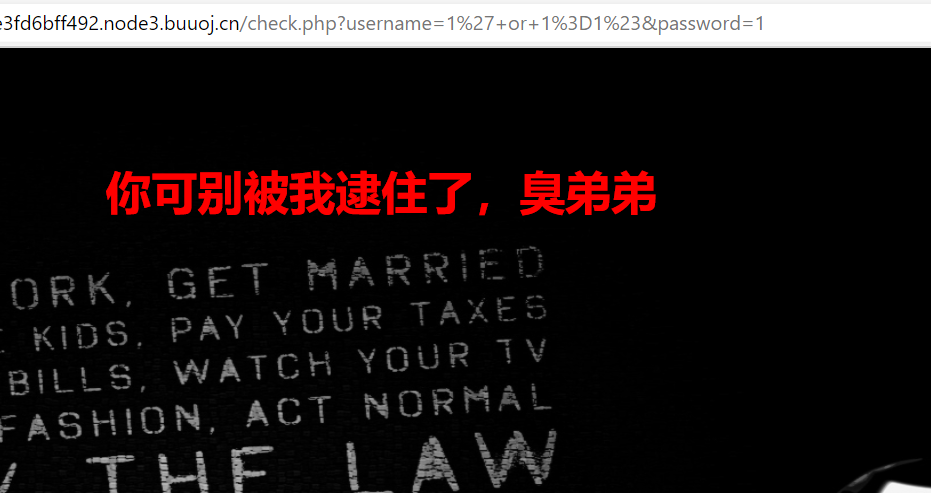 e3fd6bff492.node3.buuoj.cn/check.php?username=1%27+or+1%3D1%23&password=1
你可别被我逮住了，臭弟弟
ORK, GET MARRIED
KIDS, PAY YOUR TAXES
BILLS, WATCH YOUR TV
FASHION, ACT NORMAL
THE LAW